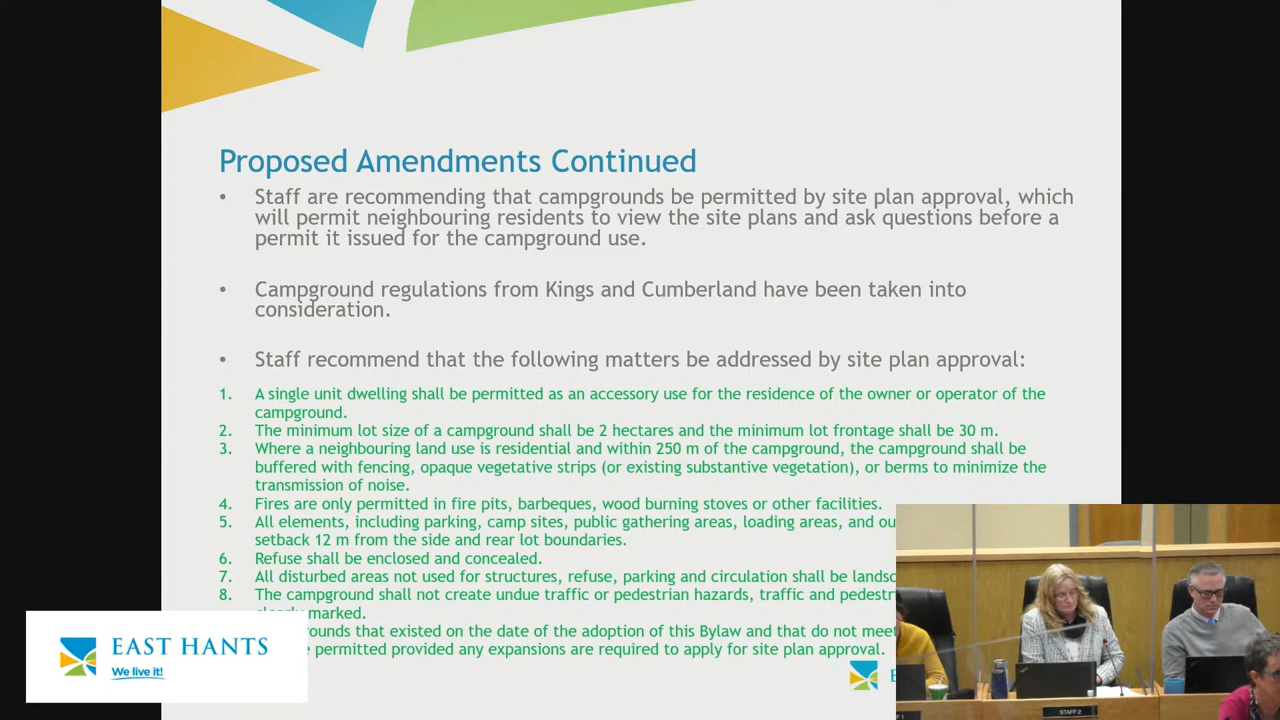 Proposed Amendments Continued
• Staff are recommending that campgrounds be permitted by site plan approval, which
will permit neighbouring residents to view the site plans and ask questions before a
permit it issued for the campground use.
• Campground regulations from Kings and Cumberland have been taken into
consideration.
• Staff recommend that the following matters be addressed by site plan approval:
1. A single unit dwelling shall be permitted as an accessory use for the residence of the owner or operator of the
campground.
2. The minimum lot size of a campground shall be 2 hectares and the minimum lot frontage shall be 30 m.
3. Where a neighbouring land use is residential and within 250 m of the campground, the campground shall be
buffered with fencing, opaque vegetative strips (or existing substantive vegetation), or berms to minimize the
transmission of noise.
4. Fires are only permitted in fire pits, barbeques, wood burning stoves or other facilities.
5. All elements, including parking, camp sites, public gathering areas, loading areas, and
setback 12 m from the side and rear lot boundaries.
6. Refuse shall be enclosed and concealed.
7. All disturbed areas not used for structures, refuse, parking and circulation shall be
8. The campground shall not create undue traffic or pedestrian hazards, traffic and
clearly marked.
that existed on the date of the adoption of this Bylaw and that do not meet
permitted provided any expansions are required to apply for site plan approval.
EAST HANTS
We live it!
STAFF 2